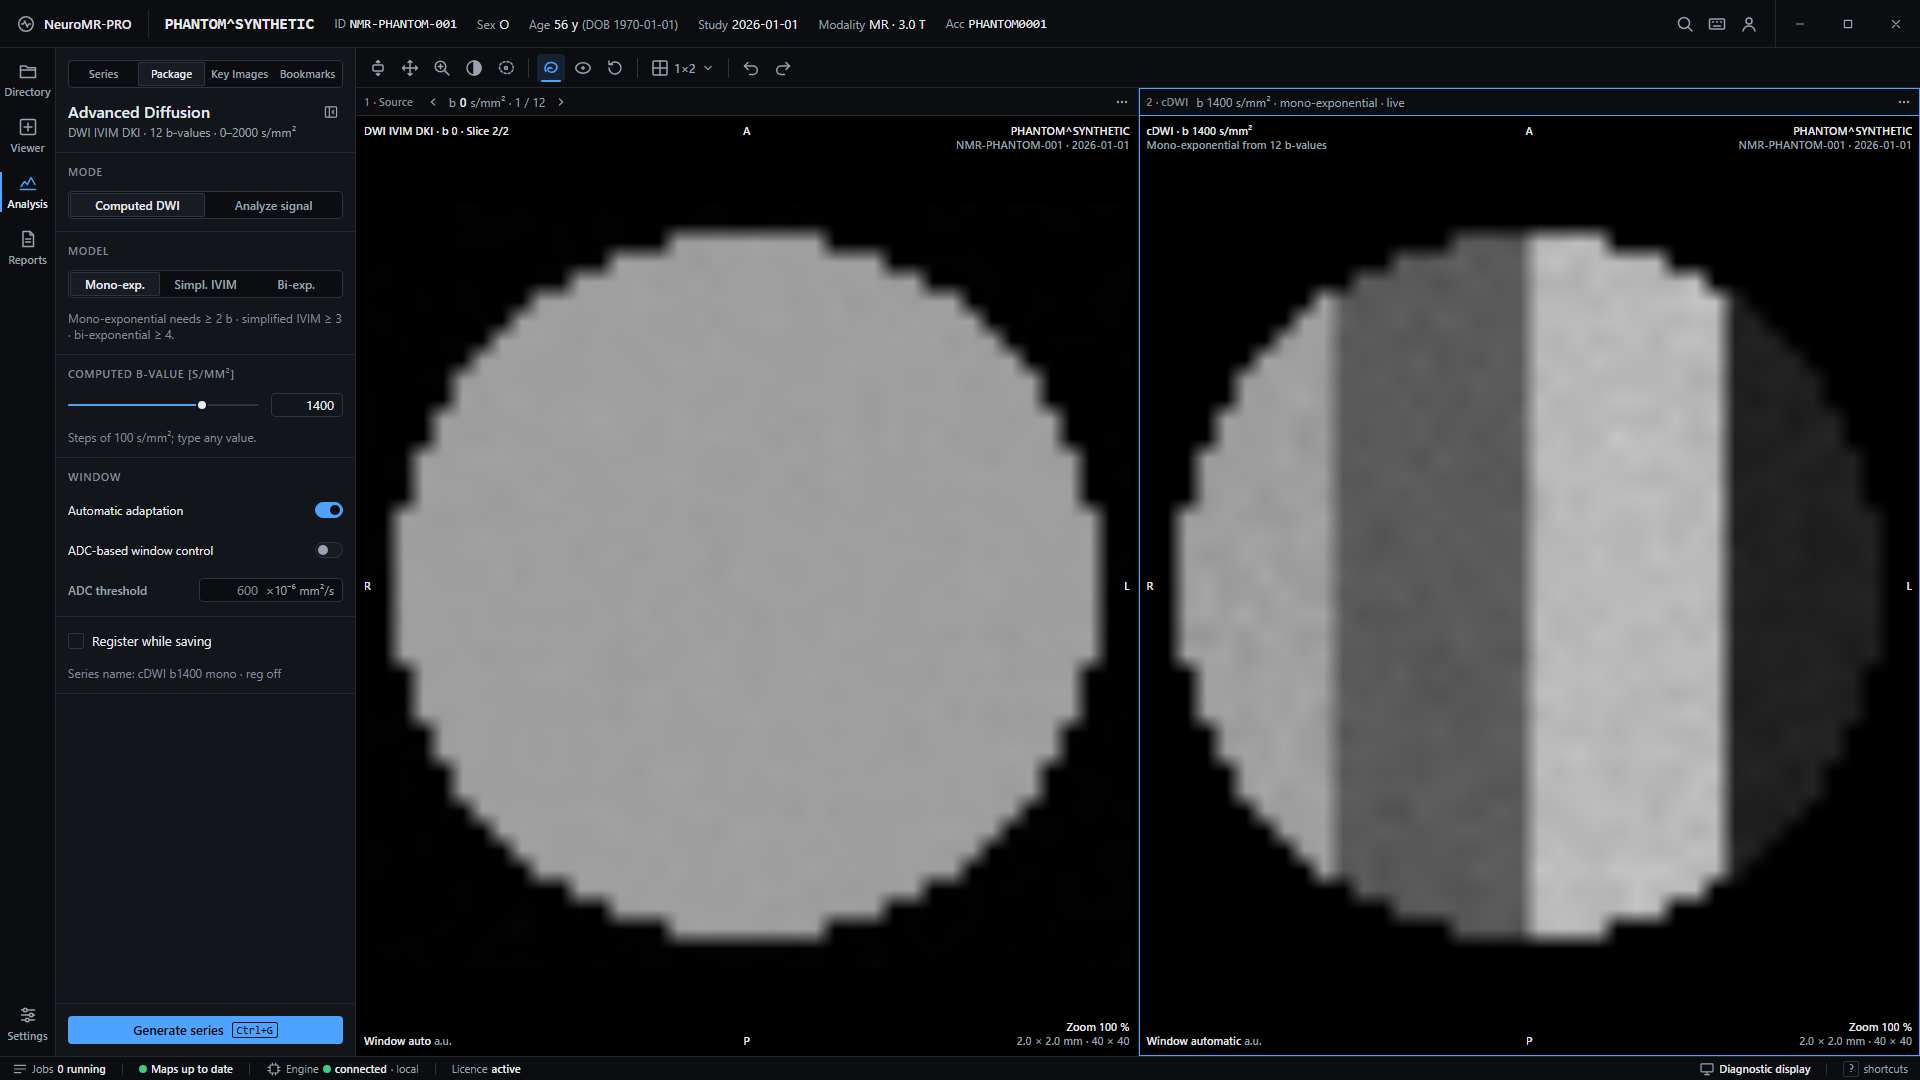 NeuroMR-PRO PHANTOM^SYNTHETIC ID NMR-PHANTOM-001 Sex O Age 56 y (DOB 1970-01-01) Study 2026-01-01 Modality MR · 3.0 T Acc PHANTOM0001
Directory
Viewer
Analysis
Reports
Settings
Series Package Key Images Bookmarks
Advanced Diffusion
DWI IVIM DKI · 12 b-values · 0–2000 s/mm²
MODE
Computed DWI Analyze signal
MODEL
Mono-exp. Simpl. IVIM Bi-exp.
Mono-exponential needs ≥ 2 b · simplified IVIM ≥ 3
· bi-exponential ≥ 4.
COMPUTED B-VALUE [S/MM²]
1400
Steps of 100 s/mm²; type any value.
WINDOW
Automatic adaptation
ADC-based window control
ADC threshold 600 ×10⁻⁶ mm²/s
Register while saving
Series name: cDWI b1400 mono · reg off
Generate series Ctrl+G
1×2
1 · Source b 0 s/mm² · 1 / 12
DWI IVIM DKI · b 0 · Slice 2/2
A
PHANTOM^SYNTHETIC
NMR-PHANTOM-001 · 2026-01-01
R
L
Window auto a.u.
P
Zoom 100 %
2.0 × 2.0 mm · 40 × 40
2 · cDWI b 1400 s/mm² · mono-exponential · live
cDWI · b 1400 s/mm²
Mono-exponential from 12 b-values
A
PHANTOM^SYNTHETIC
NMR-PHANTOM-001 · 2026-01-01
R
L
Window automatic a.u.
P
Zoom 100 %
2.0 × 2.0 mm · 40 × 40
Jobs 0 running Maps up to date Engine connected · local Licence active Diagnostic display ? shortcuts